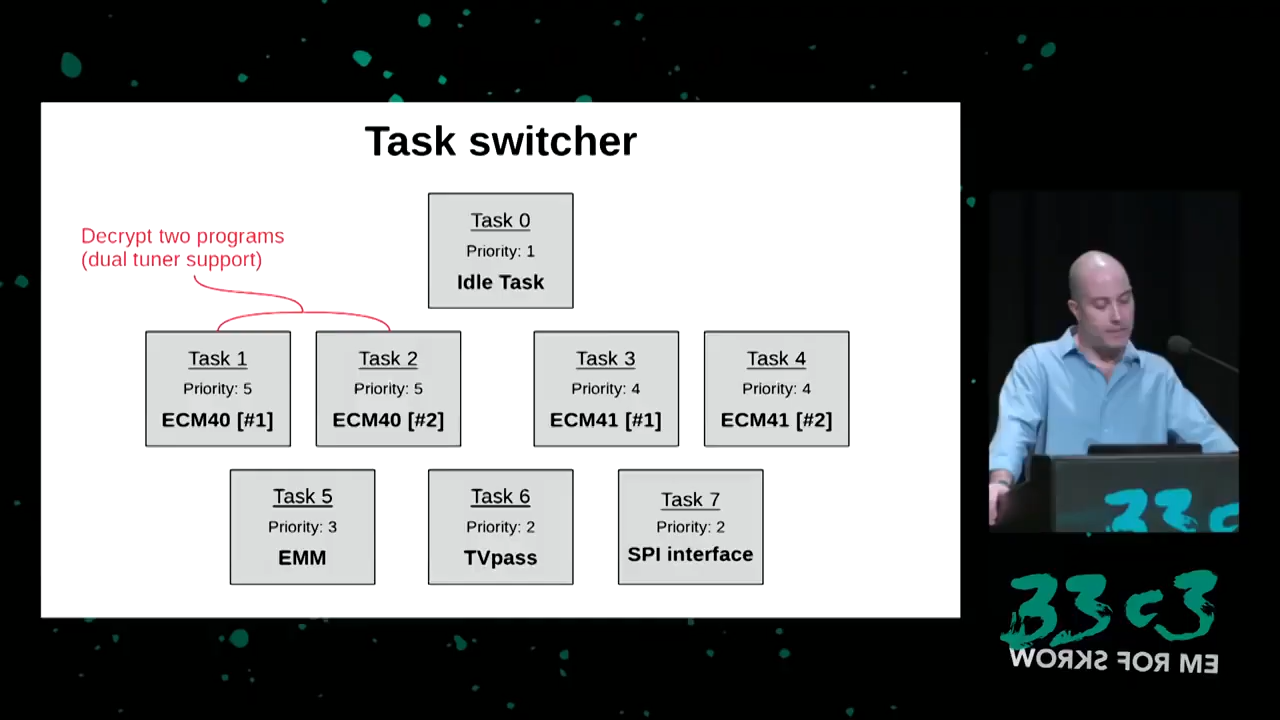 Task switcher
Task 0
Priority: 1
Idle Task
Decrypt two programs
(dual tuner support)
Task 1
Priority: 5
ECM40 [#1]
Task 2
Priority: 5
ECM40 [#2]
Task 3
Priority: 4
ECM41 [#1]
Task 4
Priority: 4
ECM41 [#2]
Task 5
Priority: 3
EMM
Task 6
Priority: 2
TVpass
Task 7
Priority: 2
SPI interface
33c
33c3
WORKS FOR ME